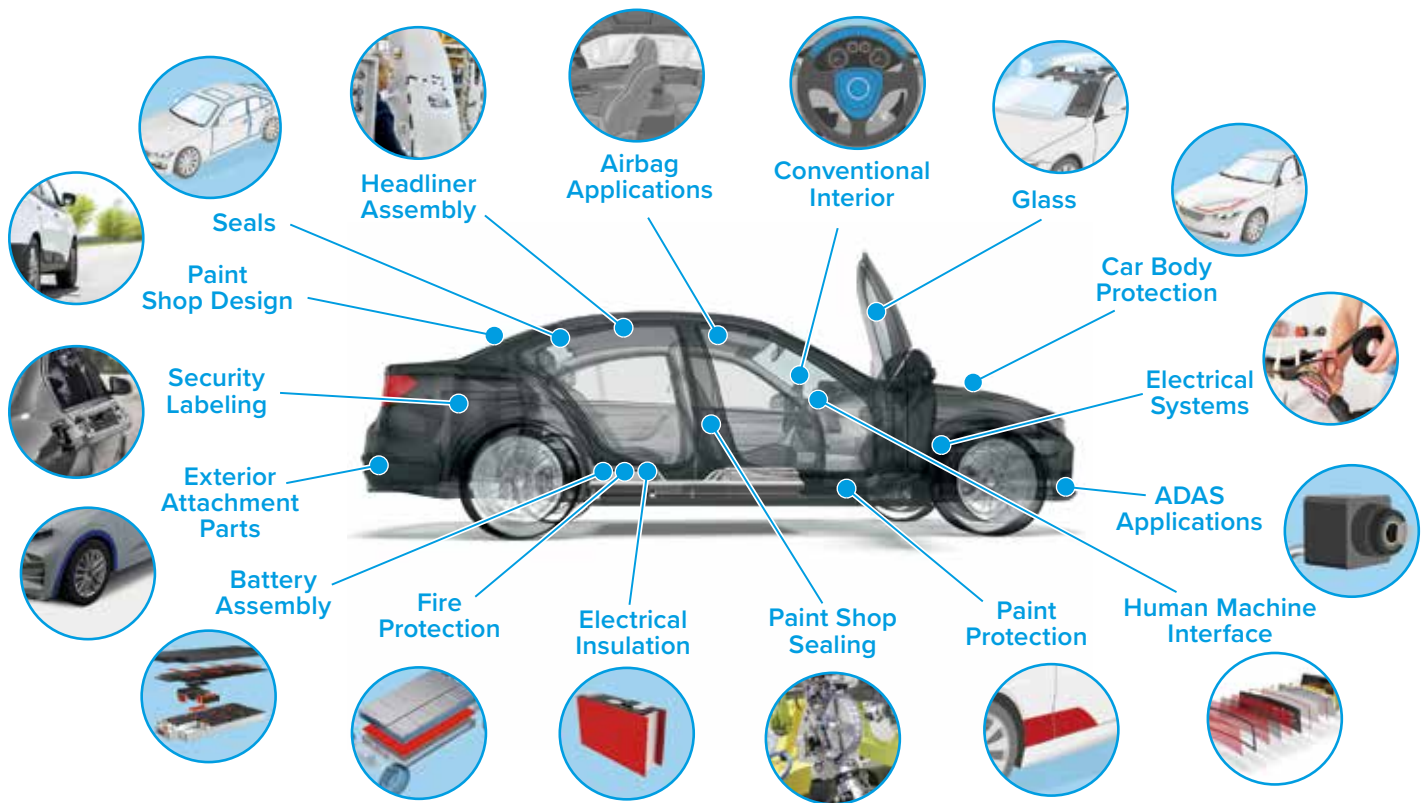 Headliner
Assembly
Airbag
Applications
Conventional
Interior
Glass
Seals
Car Body
Protection
Paint
Shop Design
Security
Labeling
Electrical
Systems
Exterior
Attachment
Parts
ADAS
Applications
Battery
Assembly
Fire
Protection
Electrical
Insulation
Paint Shop
Sealing
Paint
Protection
Human Machine
Interface